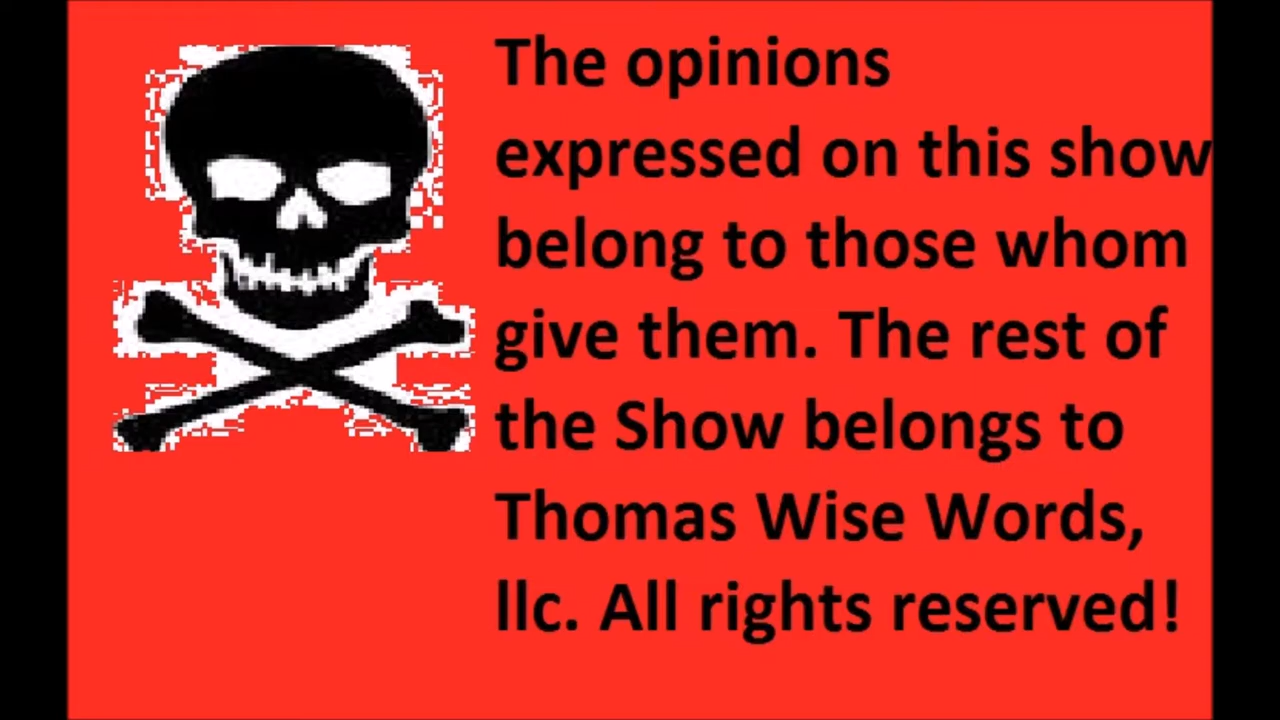 The opinions
expressed on this show
belong to those whom
give them. The rest of
the Show belongs to
Thomas Wise Words,
llc. All rights reserved!